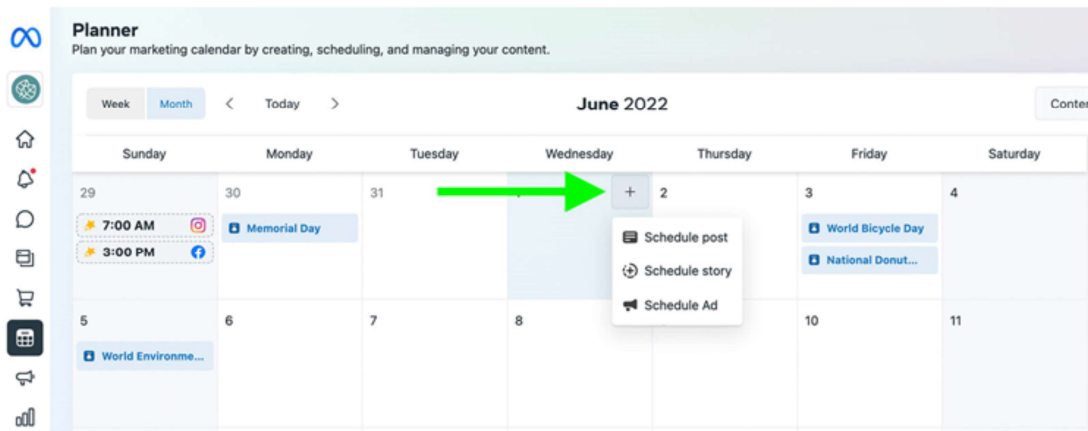 Planner
Plan your marketing calendar by creating, scheduling, and managing your content.
Week Month < Today > June 2022
Sunday Monday Tuesday Wednesday Thursday Friday Saturday
29 30 31 + 2 3 4
7:00 AM Memorial Day World Bicycle Day
3:00 PM National Donut...
Schedule post
Schedule story
Schedule Ad
5 6 7 8 10 11
World Environme...